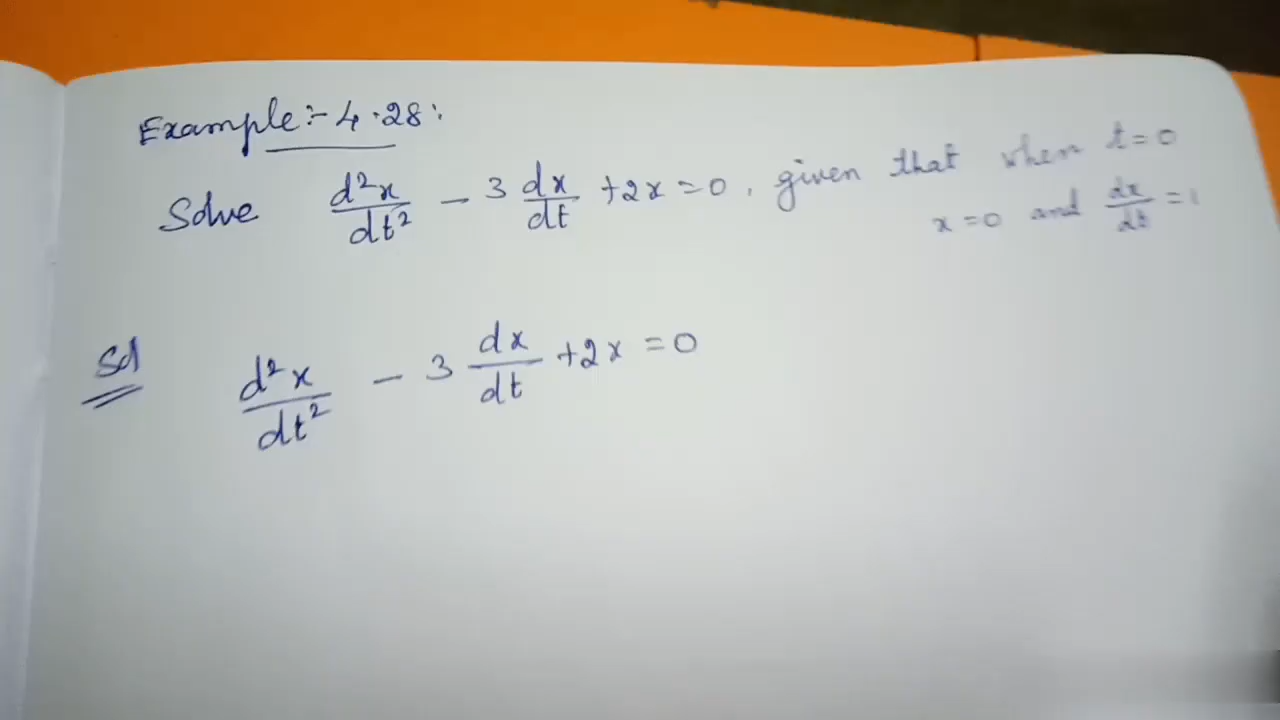 Example:- 4.28:
Solve d²x/dt² - 3 dx/dt + 2x = 0, given that when t=0
x=0 and dx/dt = 1
Sol
d²x/dt² - 3 dx/dt + 2x = 0